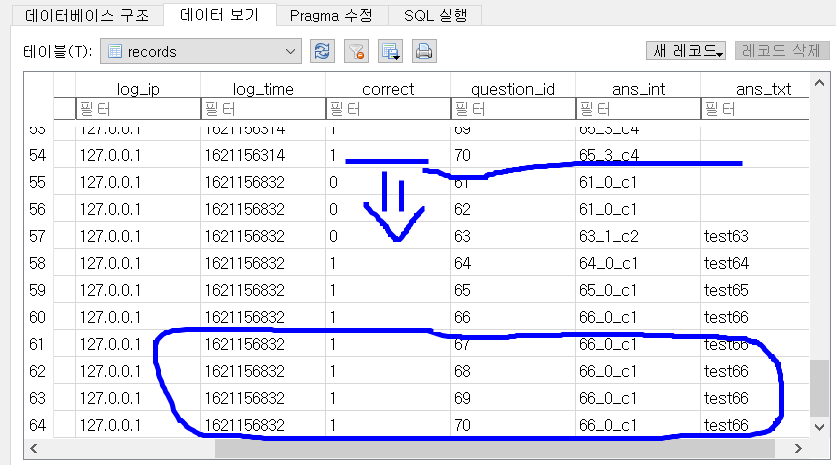 데이터베이스 구조 데이터 보기 Pragma 수정 SQL 실행
테이블(T): records 새 레코드 레코드 삭제
log_ip log_time correct question_id ans_int ans_txt
필터 필터 필터 필터 필터 필터
53 127.0.0.1 1621156314 1 69 65_3_c4
54 127.0.0.1 1621156314 1 70 65_3_c4
55 127.0.0.1 1621156832 0 61 61_0_c1
56 127.0.0.1 1621156832 0 62 61_0_c1
57 127.0.0.1 1621156832 0 63 63_1_c2 test63
58 127.0.0.1 1621156832 1 64 64_0_c1 test64
59 127.0.0.1 1621156832 1 65 65_0_c1 test65
60 127.0.0.1 1621156832 1 66 66_0_c1 test66
61 127.0.0.1 1621156832 1 67 66_0_c1 test66
62 127.0.0.1 1621156832 1 68 66_0_c1 test66
63 127.0.0.1 1621156832 1 69 66_0_c1 test66
64 127.0.0.1 1621156832 1 70 66_0_c1 test66